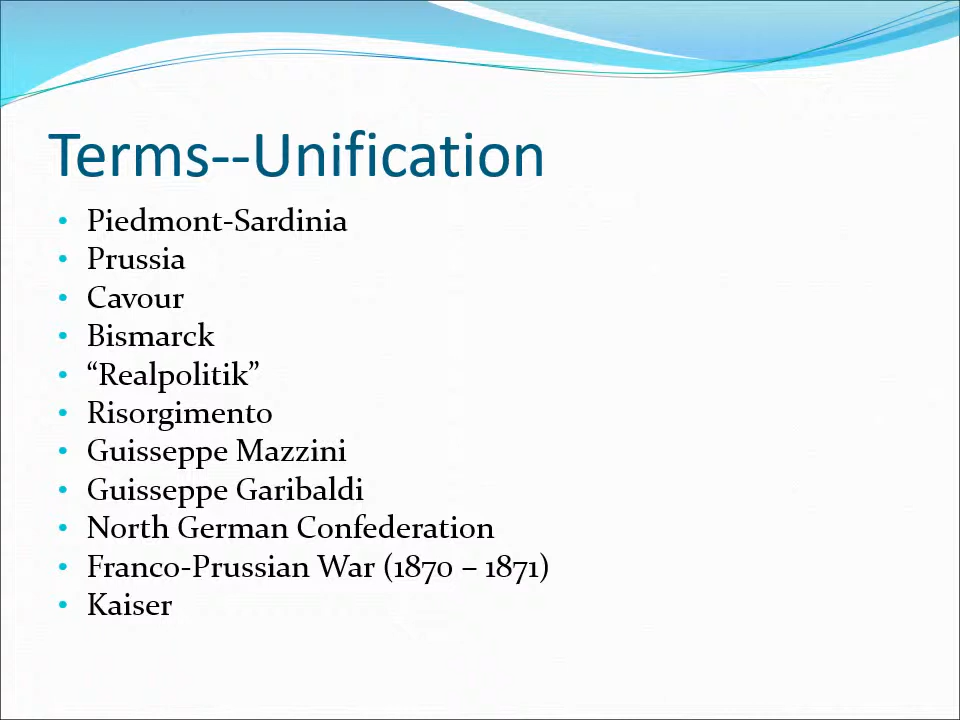 Terms--Unification
• Piedmont-Sardinia
• Prussia
• Cavour
• Bismarck
• “Realpolitik”
• Risorgimento
• Guisseppe Mazzini
• Guisseppe Garibaldi
• North German Confederation
• Franco-Prussian War (1870 – 1871)
• Kaiser